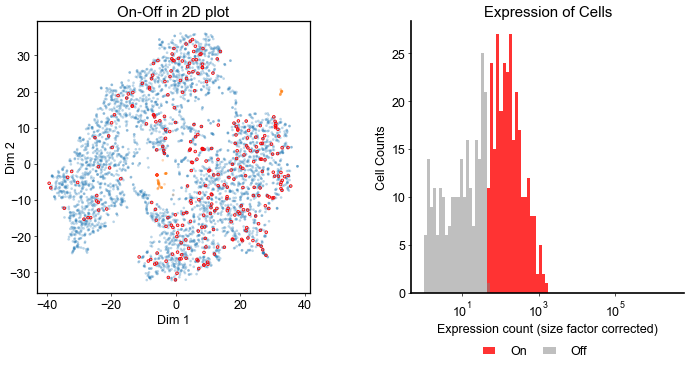 On-Off in 2D plot
Dim 2
30
20
10
0
−10
−20
−30
−40
−20
0
20
40
Dim 1
Expression of Cells
Cell Counts
25
20
15
10
5
0
10^1
10^3
10^5
Expression count (size factor corrected)
On
Off